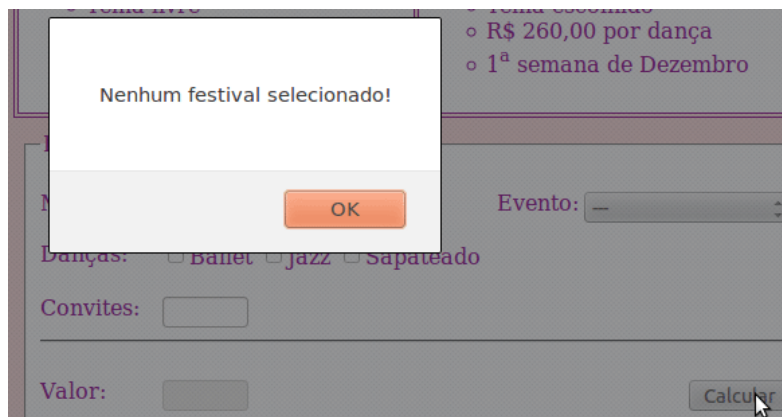 R$ 260,00 por dança
1ª semana de Dezembro
Nenhum festival selecionado!
OK
Evento: ---
Danças: Ballet Jazz Sapateado
Convites:
Valor:
Calcular